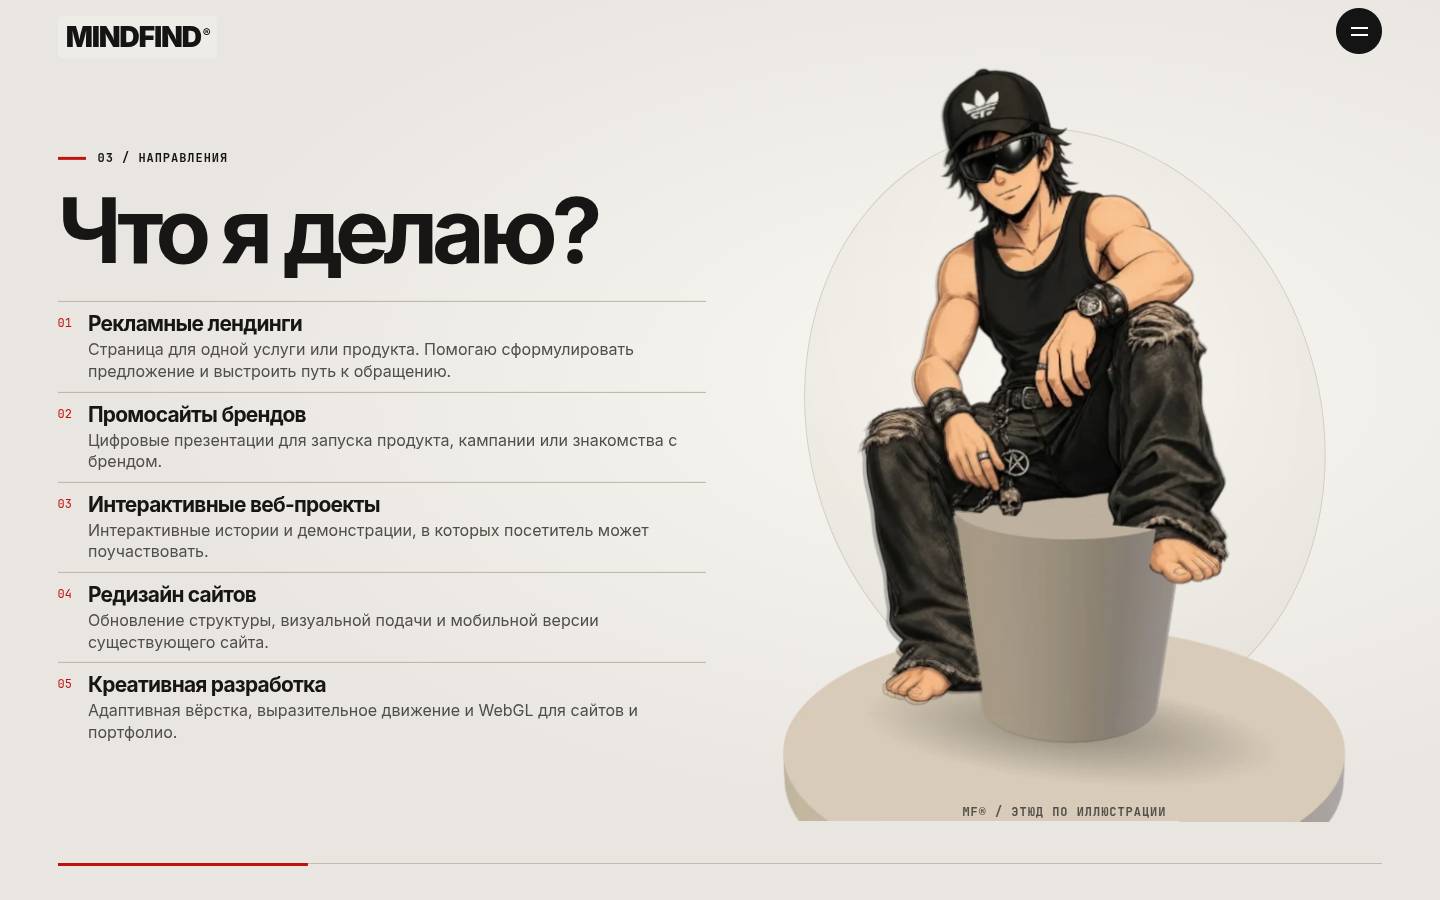 MINDFIND®
03 / НАПРАВЛЕНИЯ
Что я делаю?
01 Рекламные лендинги
Страница для одной услуги или продукта. Помогаю сформулировать
предложение и выстроить путь к обращению.
02 Промосайты брендов
Цифровые презентации для запуска продукта, кампании или знакомства с
брендом.
03 Интерактивные веб-проекты
Интерактивные истории и демонстрации, в которых посетитель может
поучаствовать.
04 Редизайн сайтов
Обновление структуры, визуальной подачи и мобильной версии
существующего сайта.
05 Креативная разработка
Адаптивная вёрстка, выразительное движение и WebGL для сайтов и
портфолио.
MF® / ЭТЮД ПО ИЛЛЮСТРАЦИИ